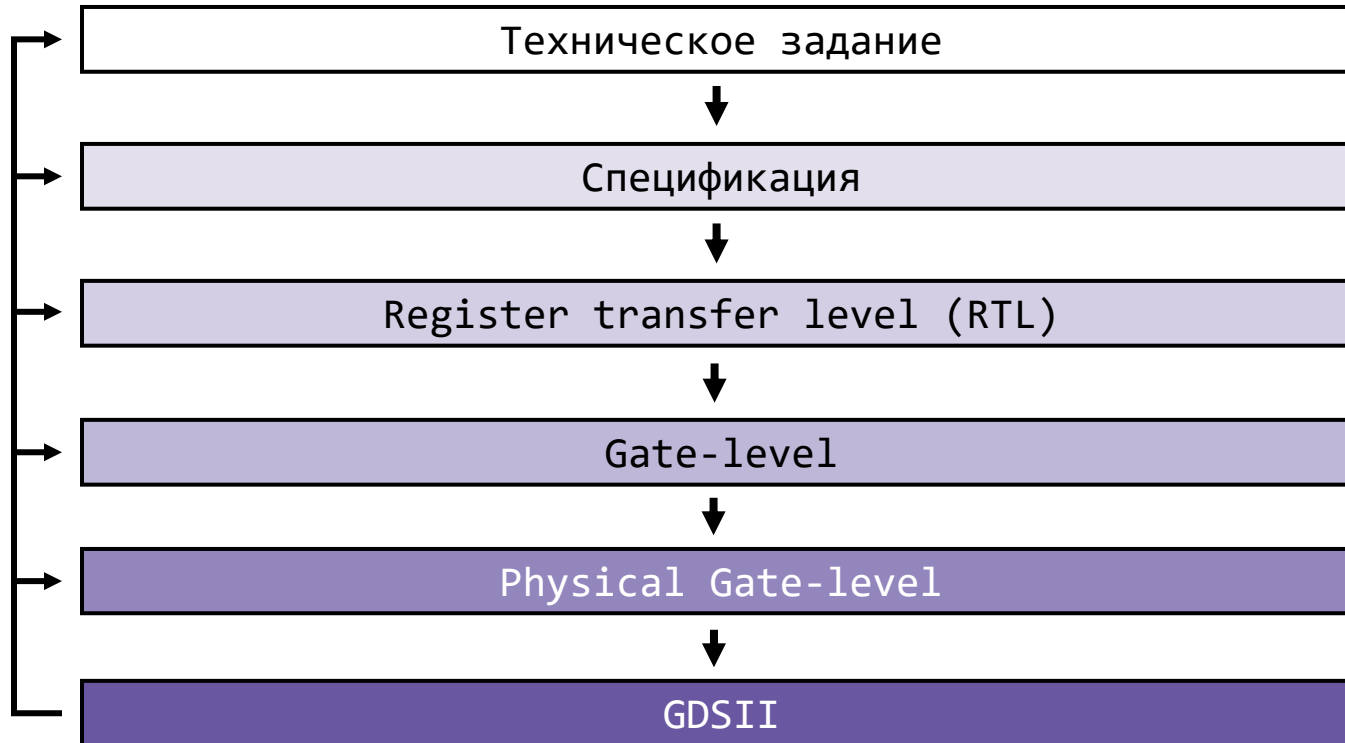 Техническое задание
Спецификация
Register transfer level (RTL)
Gate-level
Physical Gate-level
GDSII